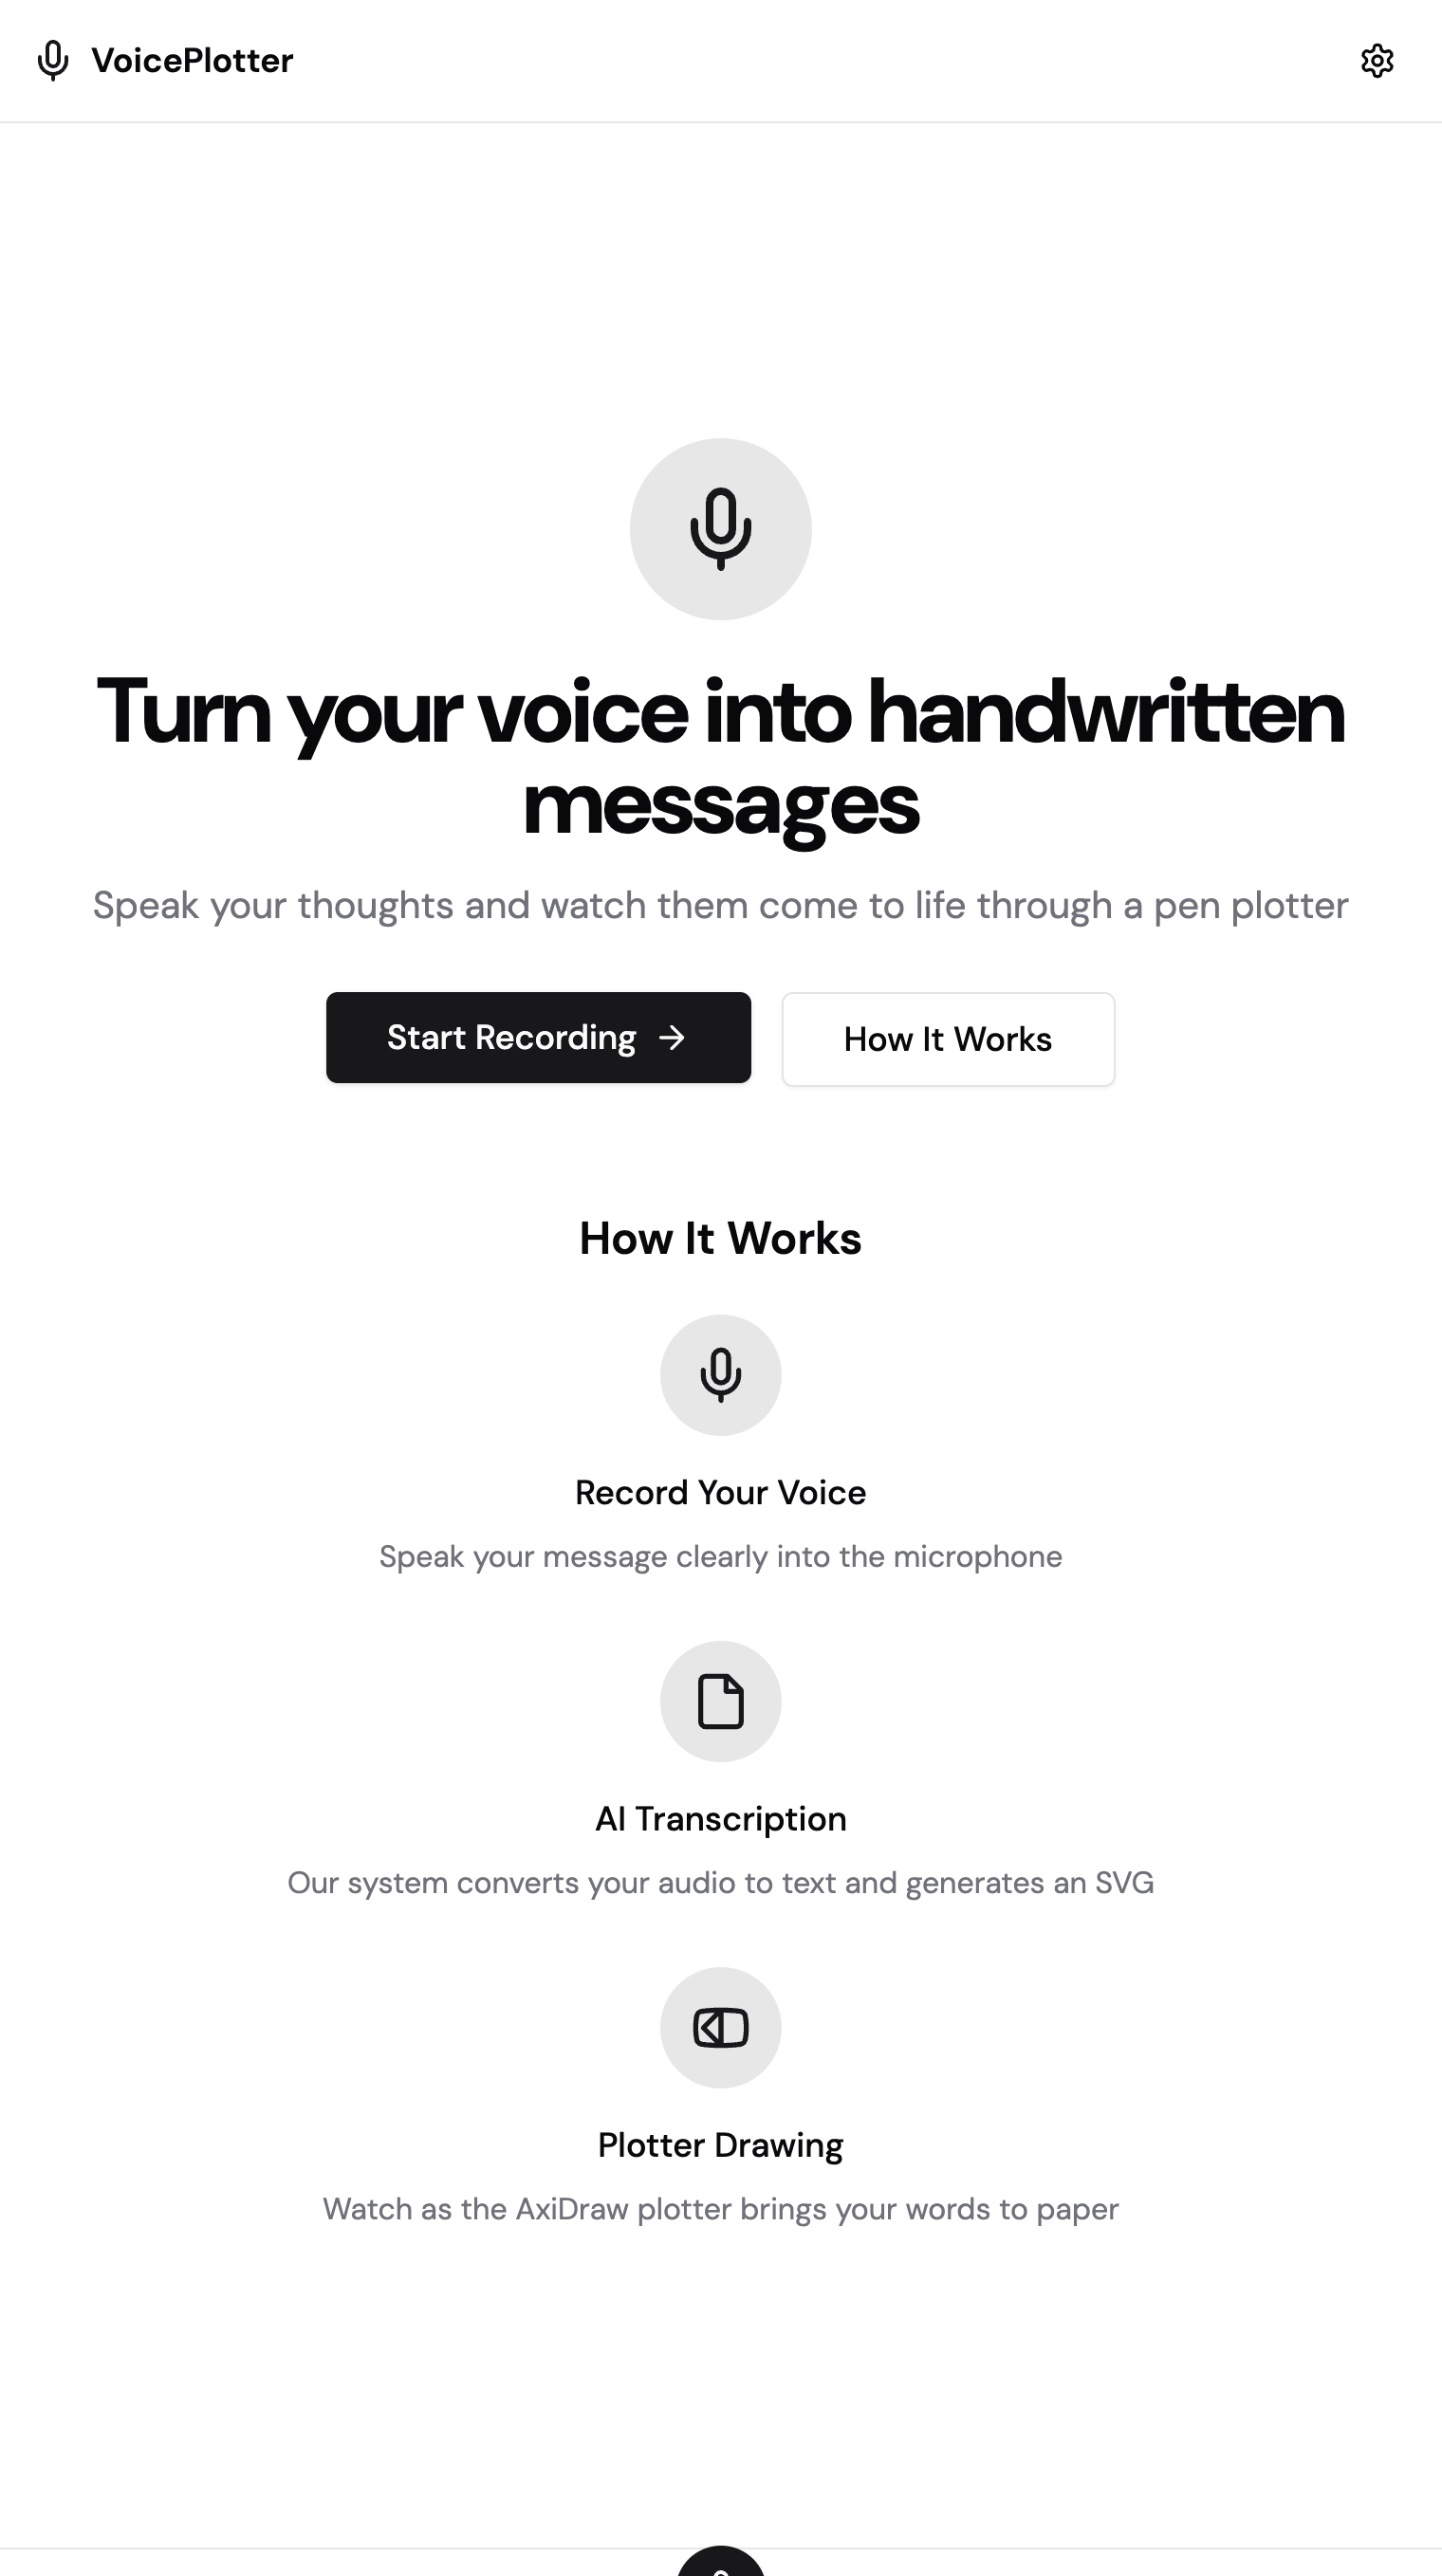 VoicePlotter
Turn your voice into handwritten
messages
Speak your thoughts and watch them come to life through a pen plotter
Start Recording
How It Works
How It Works
Record Your Voice
Speak your message clearly into the microphone
AI Transcription
Our system converts your audio to text and generates an SVG
Plotter Drawing
Watch as the AxiDraw plotter brings your words to paper